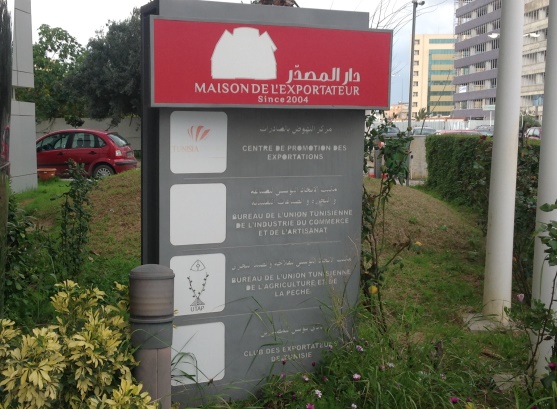 دار المصدّر
MAISON DE L'EXPORTATEUR
Since 2004
مركز النهوض بالصادرات
CENTRE DE PROMOTION DES
EXPORTATIONS
BUREAU DE L'UNION TUNISIENNE
DE L'INDUSTRIE DU COMMERCE
ET DE L'ARTISANAT
BUREAU DE L'UNION TUNISIENNE
DE L'AGRICULTURE ET DE
LA PECHE
UTAP
CLUB DES EXPORTATEURS
DE TUNISIE